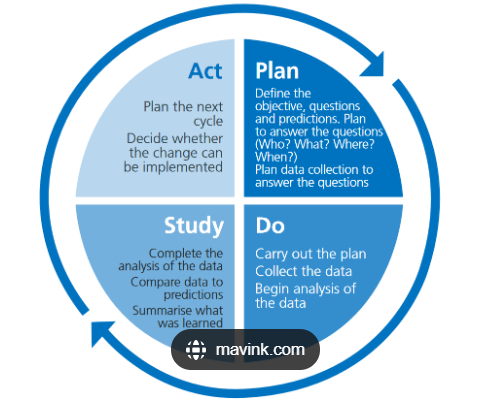 Act
Plan the next
cycle
Decide whether
the change can
be implemented
Plan
Define the
objective, questions
and predictions. Plan
to answer the questions
(Who? What? Where?
When?)
Plan data collection to
answer the questions
Study
Complete the
analysis of the data
Compare data to
predictions
Summarise what
was learned
Do
Carry out the plan
Collect the data
Begin analysis of
the data
mavink.com